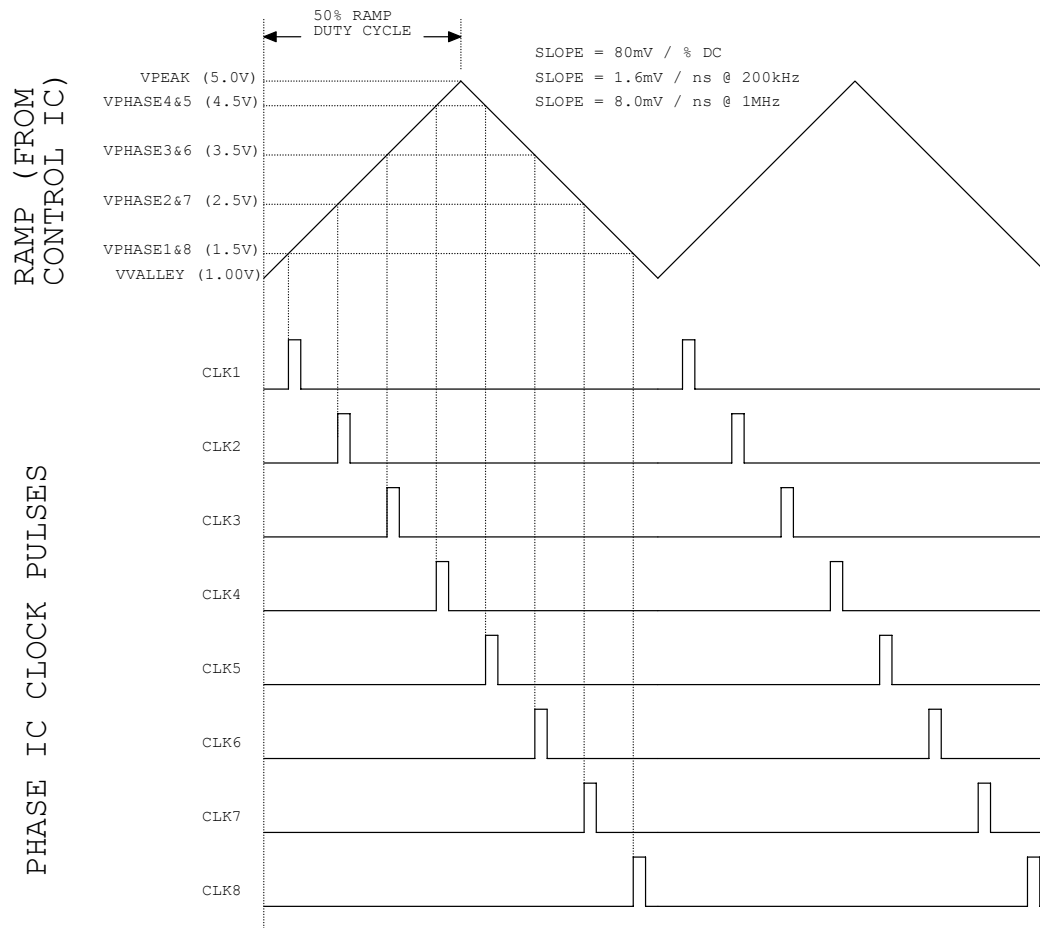 50% RAMP
DUTY CYCLE
SLOPE = 80mV / % DC
SLOPE = 1.6mV / ns @ 200kHz
SLOPE = 8.0mV / ns @ 1MHz
RAMP (FROM
CONTROL IC)
VPEAK (5.0V)
VPHASE4&5 (4.5V)
VPHASE3&6 (3.5V)
VPHASE2&7 (2.5V)
VPHASE1&8 (1.5V)
VVALLEY (1.00V)
PHASE IC CLOCK PULSES
CLK1
CLK2
CLK3
CLK4
CLK5
CLK6
CLK7
CLK8